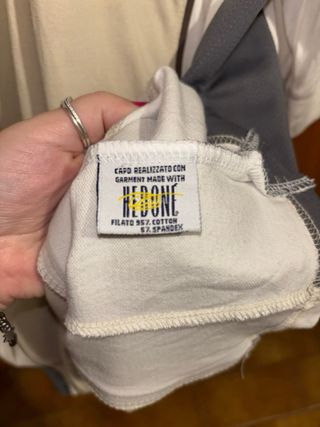 CAPO REALIZZATO CON
GARMENT MADE WITH
HEDONÉ
FILATO 95% COTTON
5% SPANDEX